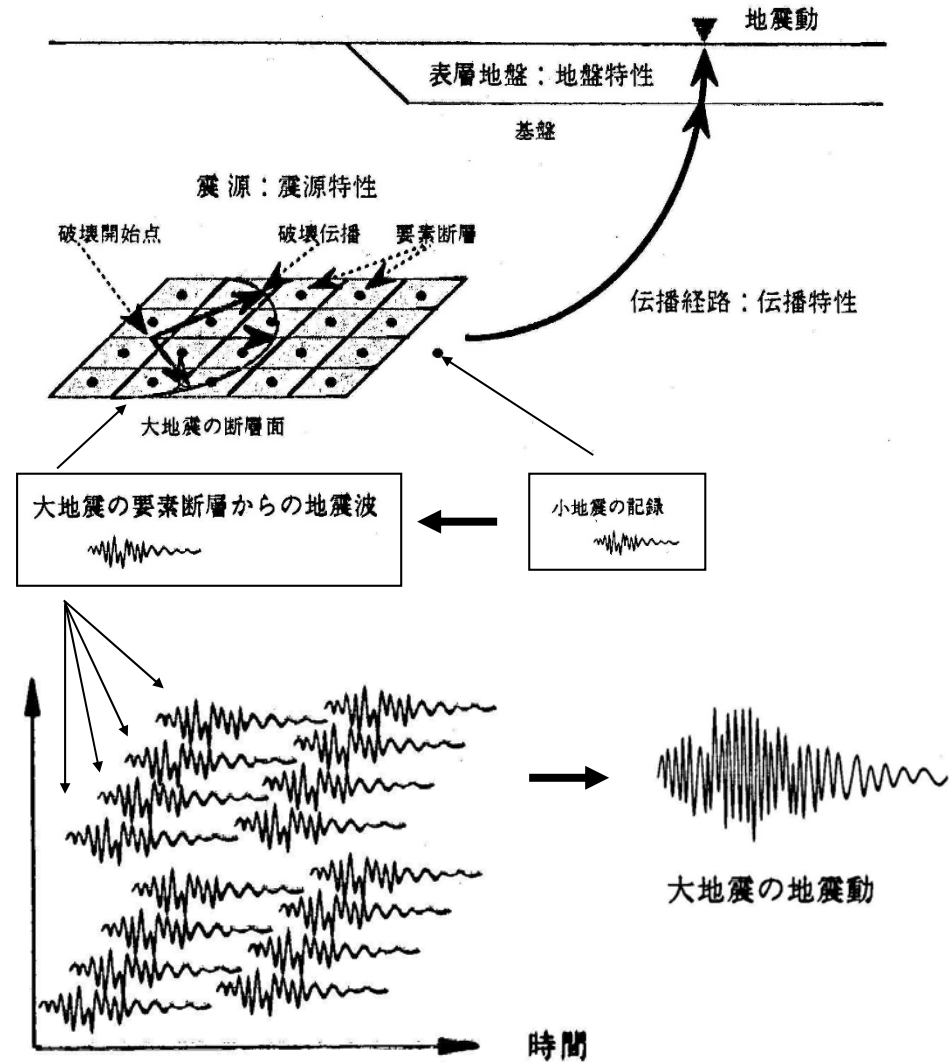 地震動
表層地盤：地盤特性
基盤
震源：震源特性
破壊開始点
破壊伝播
要素断層
伝播経路：伝播特性
大地震の断層面
大地震の要素断層からの地震波
小地震の記録
大地震の地震動
時間